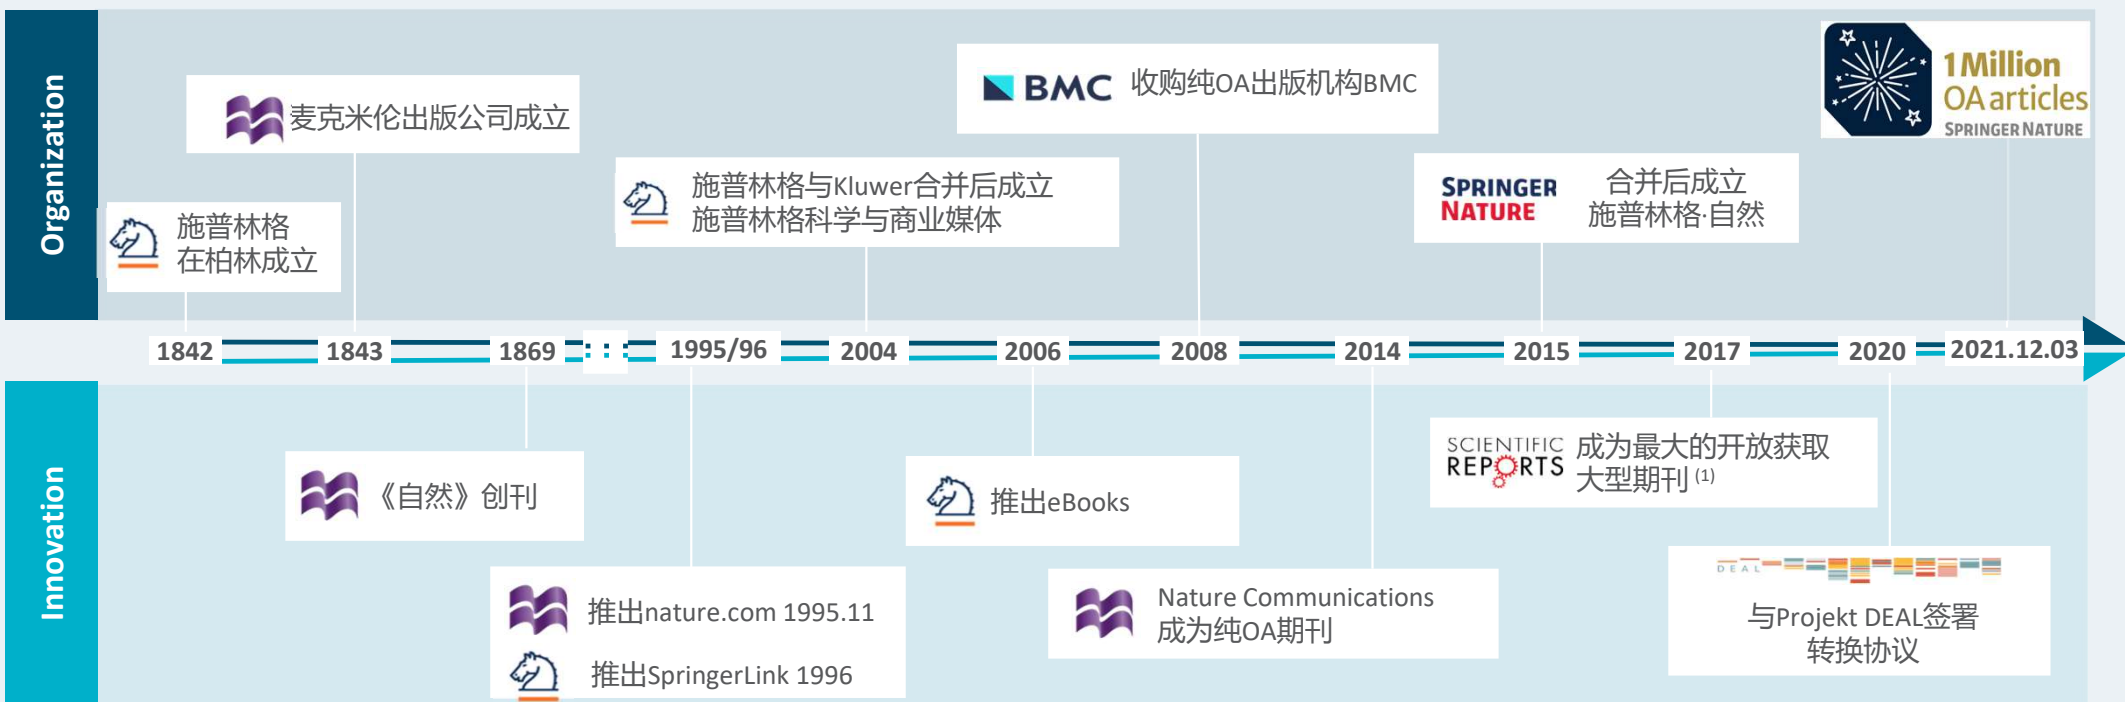 Organization
麦克米伦出版公司成立
施普林格
在柏林成立
施普林格与Kluwer合并后成立
施普林格科学与商业媒体
BMC 收购纯OA出版机构BMC
SPRINGER
NATURE
合并后成立
施普林格·自然
1 Million
OA articles
SPRINGER NATURE
1842 1843 1869 1995/96 2004 2006 2008 2014 2015 2017 2020 2021.12.03
Innovation
《自然》创刊
推出nature.com 1995.11
推出SpringerLink 1996
推出eBooks
Nature Communications
成为纯OA期刊
SCIENTIFIC
REPORTS
成为最大的开放获取
大型期刊 (1)
DEAL
与Projekt DEAL签署
转换协议